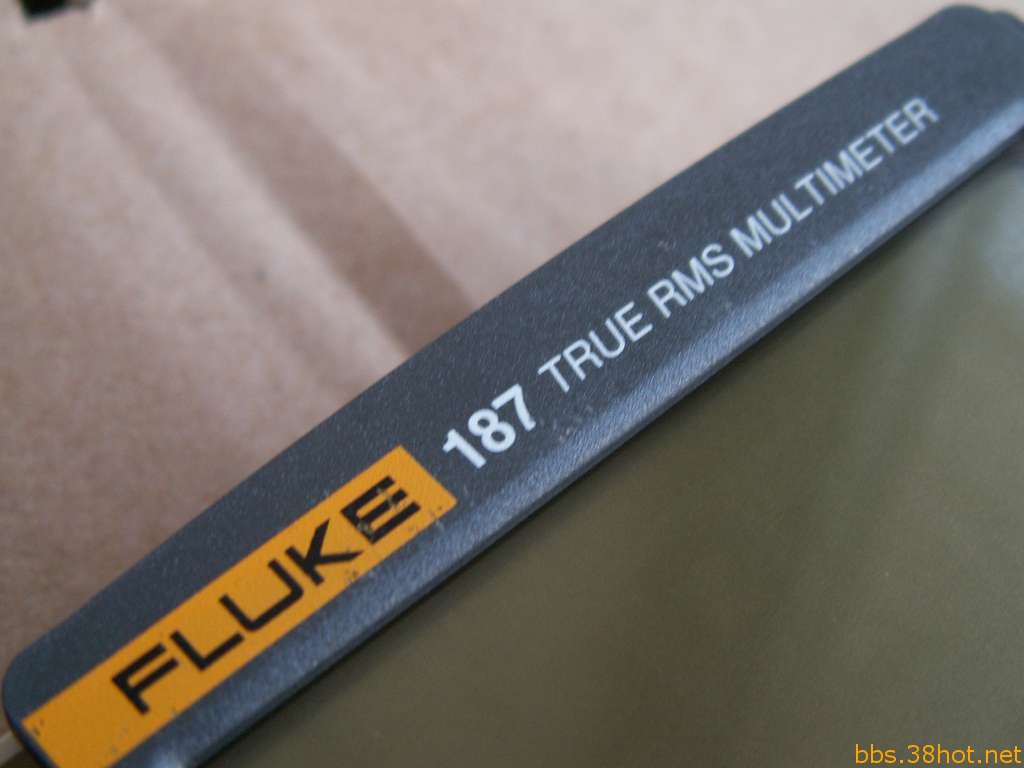 FLUKE 187 TRUE RMS MULTIMETER
bbs.38hot.net